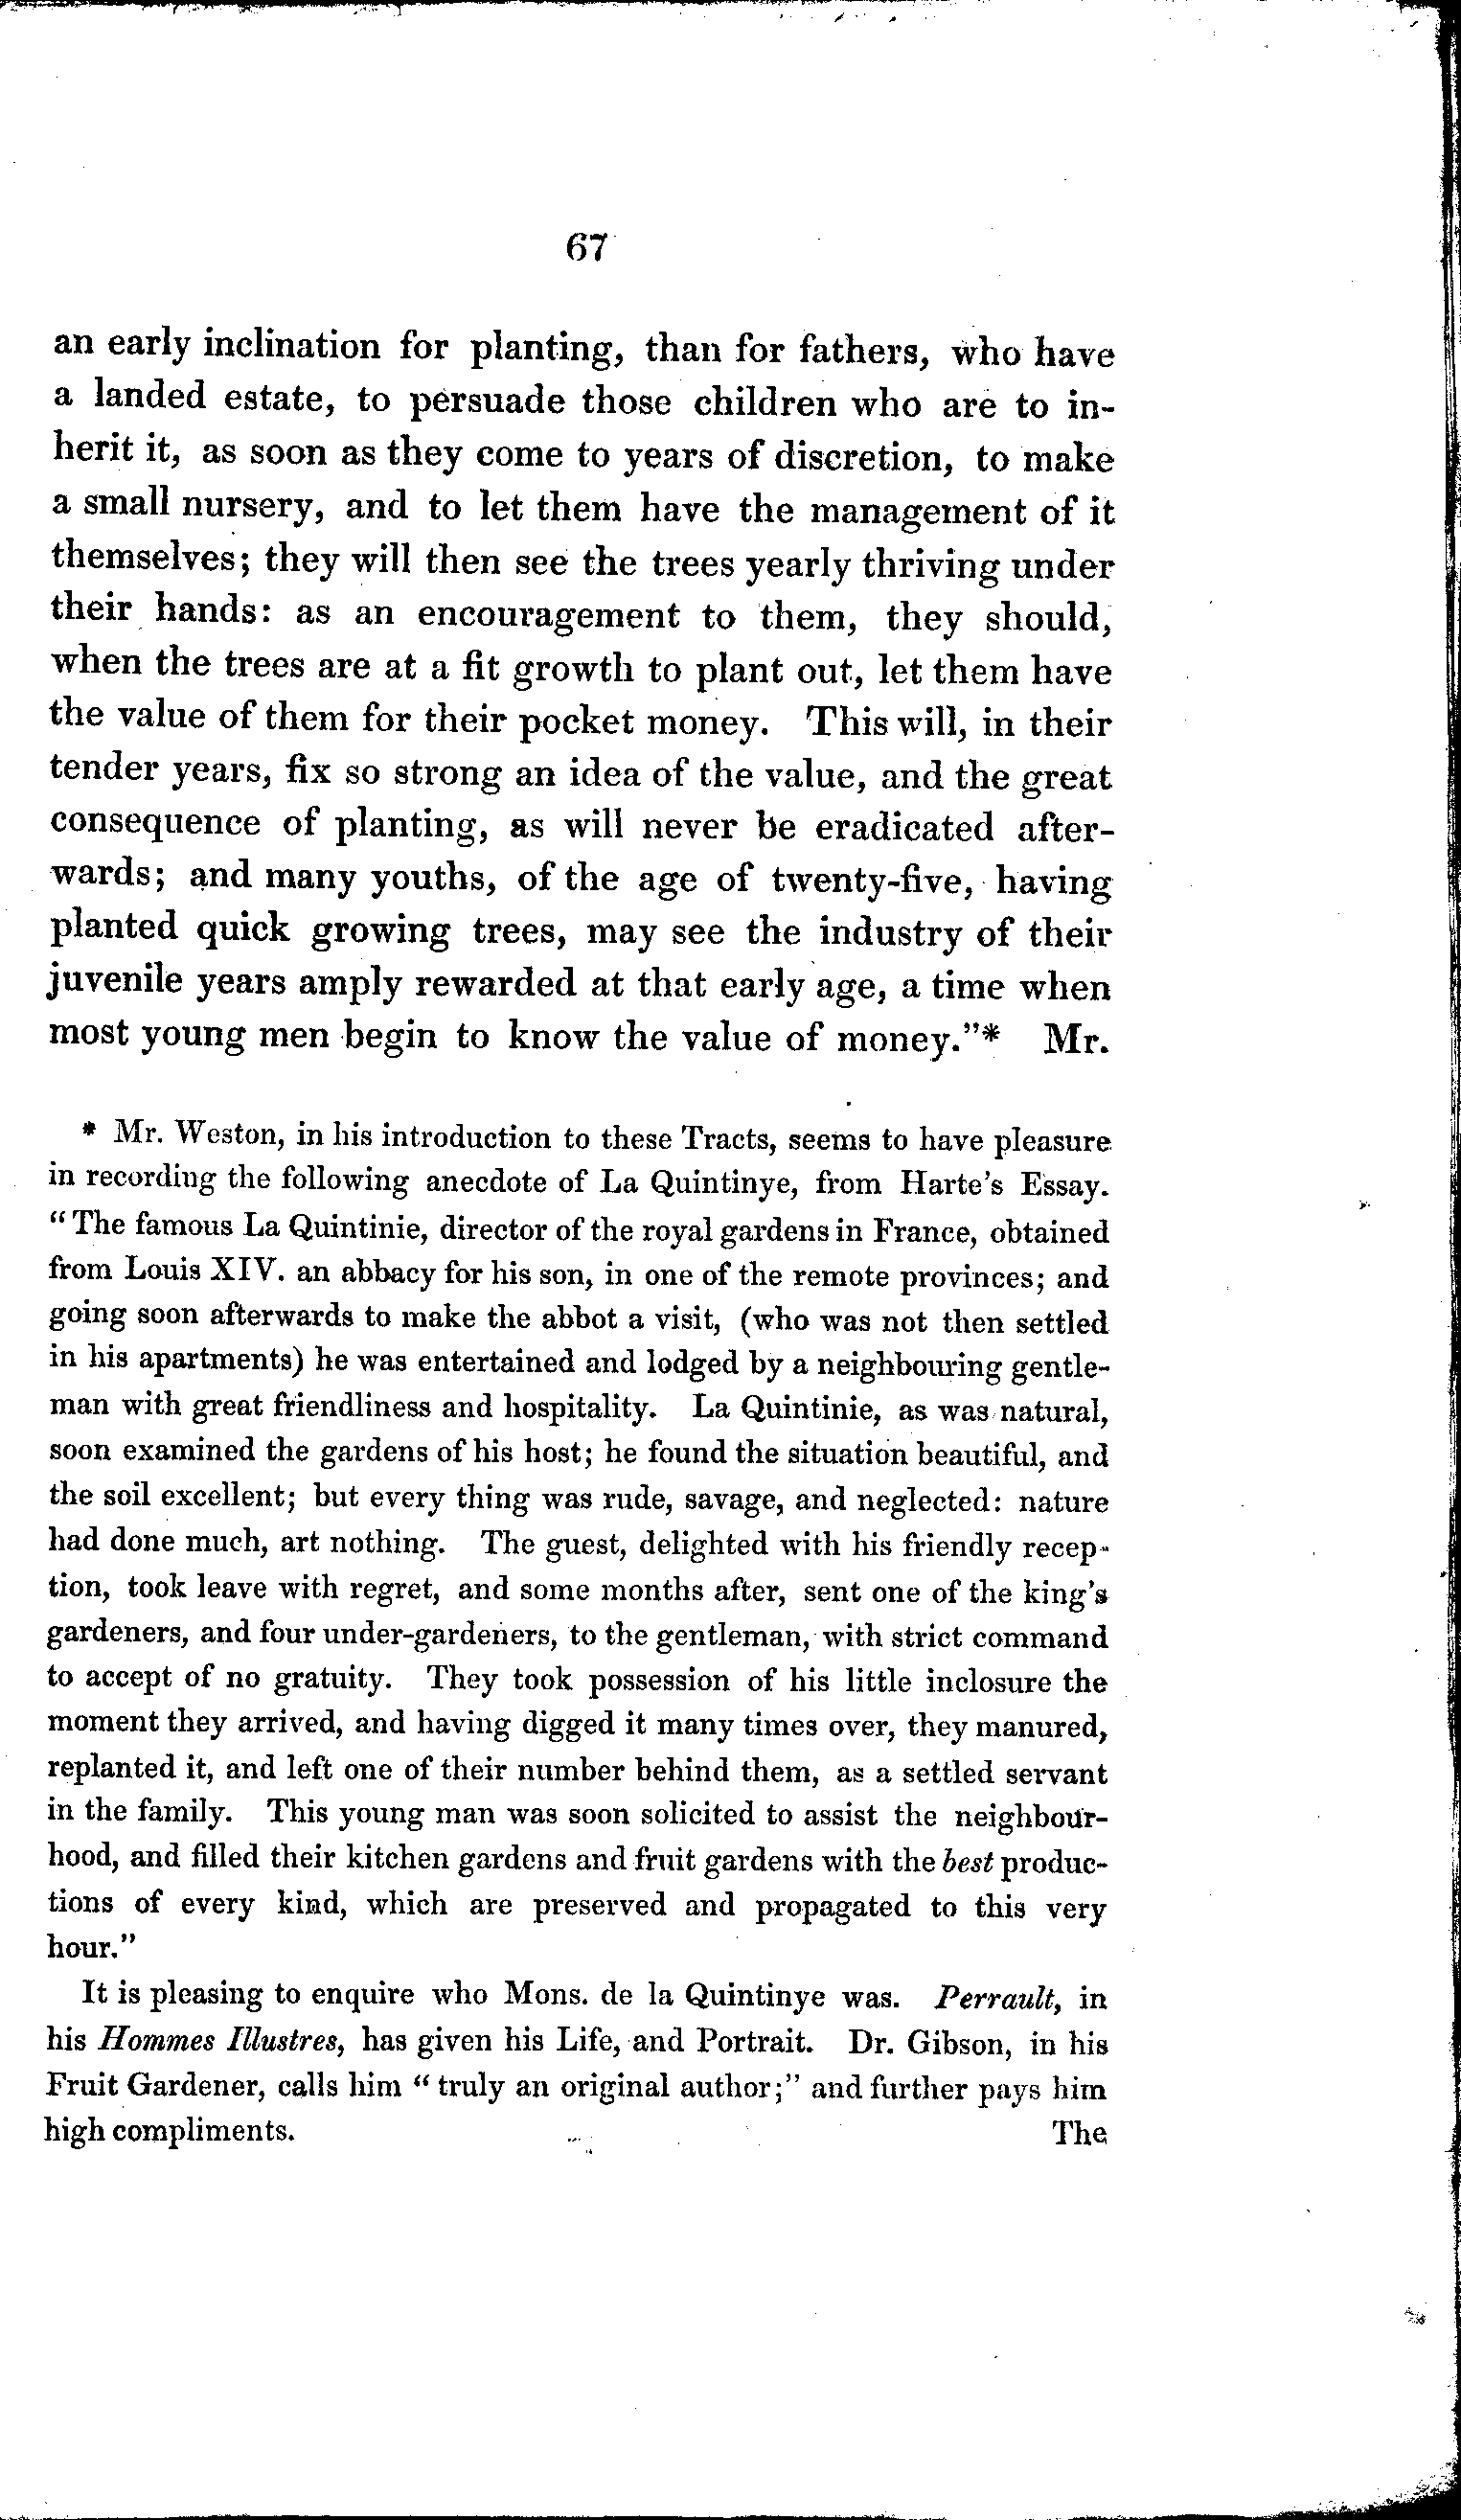 67
an early inclination for planting, than for fathers, who have
a landed estate, to persuade those children who are to in-
herit it, as soon as they come to years of discretion, to make
a small nursery, and to let them have the management of it
themselves; they will then see the trees yearly thriving under
their hands: as an encouragement to them, they should,
when the trees are at a fit growth to plant out, let them have
the value of them for their pocket money. This will, in their
tender years, fix so strong an idea of the value, and the great
consequence of planting, as will never be eradicated after-
wards; and many youths, of the age of twenty-five, having
planted quick growing trees, may see the industry of their
juvenile years amply rewarded at that early age, a time when
most young men begin to know the value of money."* Mr.
* Mr. Weston, in his introduction to these Tracts, seems to have pleasure
in recording the following anecdote of La Quintinye, from Harte's Essay.
"The famous La Quintinie, director of the royal gardens in France, obtained
from Louis XIV. an abbacy for his son, in one of the remote provinces; and
going soon afterwards to make the abbot a visit, (who was not then settled
in his apartments) he was entertained and lodged by a neighbouring gentle-
man with great friendliness and hospitality. La Quintinie, as was natural,
soon examined the gardens of his host; he found the situation beautiful, and
the soil excellent; but every thing was rude, savage, and neglected: nature
had done much, art nothing. The guest, delighted with his friendly recep-
tion, took leave with regret, and some months after, sent one of the king's
gardeners, and four under-gardeners, to the gentleman, with strict command
to accept of no gratuity. They took possession of his little inclosure the
moment they arrived, and having digged it many times over, they manured,
replanted it, and left one of their number behind them, as a settled servant
in the family. This young man was soon solicited to assist the neighbour-
hood, and filled their kitchen gardens and fruit gardens with the best produc-
tions of every kind, which are preserved and propagated to this very
hour."
It is pleasing to enquire who Mons. de la Quintinye was. Perrault, in
his Hommes Illustres, has given his Life, and Portrait. Dr. Gibson, in his
Fruit Gardener, calls him "truly an original author;" and further pays him
high compliments. The